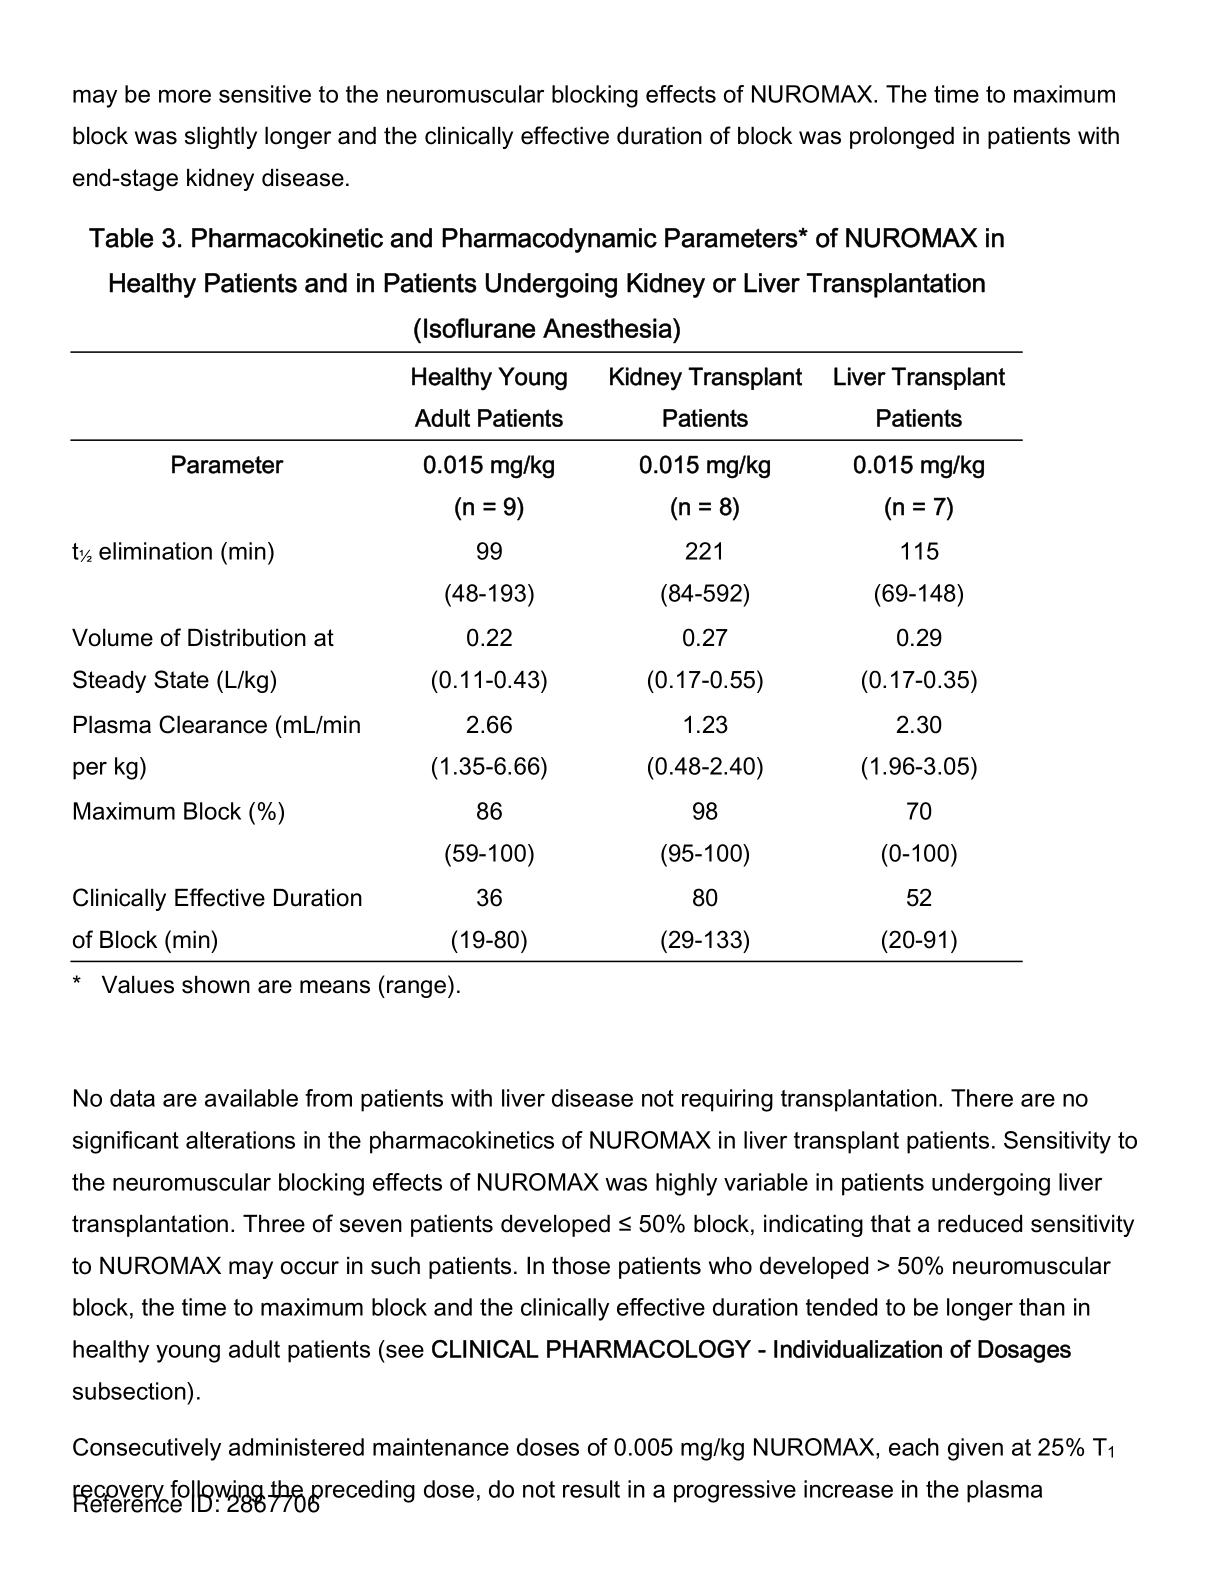 may be more sensitive to the neuromuscular blocking effects of NUROMAX. The time to maximum
block was slightly longer and the clinically effective duration of block was prolonged in patients with
end-stage kidney disease.
Table 3. Pharmacokinetic and Pharmacodynamic Parameters* of NUROMAX in
Healthy Patients and in Patients Undergoing Kidney or Liver Transplantation
(Isoflurane Anesthesia)
Healthy Young Kidney Transplant Liver Transplant
Adult Patients Patients Patients
Parameter 0.015 mg/kg 0.015 mg/kg 0.015 mg/kg
(n = 9) (n = 8) (n = 7)
t½ elimination (min) 99 221 115
(48-193) (84-592) (69-148)
Volume of Distribution at 0.22 0.27 0.29
Steady State (L/kg) (0.11-0.43) (0.17-0.55) (0.17-0.35)
Plasma Clearance (mL/min 2.66 1.23 2.30
per kg) (1.35-6.66) (0.48-2.40) (1.96-3.05)
Maximum Block (%) 86 98 70
(59-100) (95-100) (0-100)
Clinically Effective Duration 36 80 52
of Block (min) (19-80) (29-133) (20-91)
* Values shown are means (range).
No data are available from patients with liver disease not requiring transplantation. There are no
significant alterations in the pharmacokinetics of NUROMAX in liver transplant patients. Sensitivity to
the neuromuscular blocking effects of NUROMAX was highly variable in patients undergoing liver
transplantation. Three of seven patients developed ≤ 50% block, indicating that a reduced sensitivity
to NUROMAX may occur in such patients. In those patients who developed > 50% neuromuscular
block, the time to maximum block and the clinically effective duration tended to be longer than in
healthy young adult patients (see CLINICAL PHARMACOLOGY - Individualization of Dosages
subsection).
Consecutively administered maintenance doses of 0.005 mg/kg NUROMAX, each given at 25% T1
recovery following the preceding dose, do not result in a progressive increase in the plasma
Reference ID: 2867706